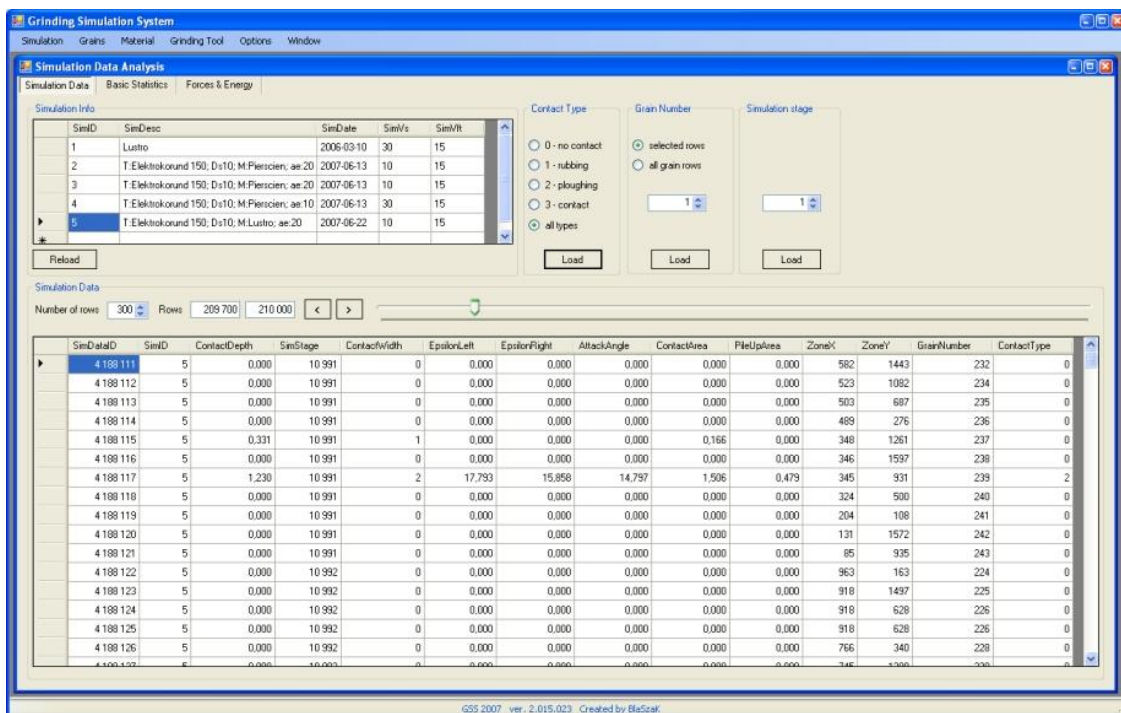 Grinding Simulation System
Simulation Grains Material Grinding Tool Options Window
Simulation Data Analysis
Simulation Data Basic Statistics Forces & Energy
Simulation Info
SimID SimDesc SimDate SimVs SimVft
1 Lustro 2006-03-10 30 15
2 T:Elektrokorund 150; Ds10; M:Pierscien; ae:20 2007-06-13 10 15
3 T:Elektrokorund 150; Ds10; M:Pierscien; ae:20 2007-06-13 10 15
4 T:Elektrokorund 150; Ds10; M:Pierscien; ae:10 2007-06-13 30 15
5 T:Elektrokorund 150; Ds10; M:Lustro; ae:20 2007-06-22 10 15
Reload
Contact Type
0 - no contact
1 - rubbing
2 - ploughing
3 - contact
all types
Load
Grain Number
selected rows
all grain rows
1
Load
Simulation stage
1
Load
Simulation Data
Number of rows 300 Rows 209 700 210 000 < >
SimDataID SimID ContactDepth SimStage ContactWidth EpsilonLeft EpsilonRight AttackAngle ContactArea PileUpArea ZoneX ZoneY GrainNumber ContactType
4 188 111 5 0,000 10 991 0 0,000 0,000 0,000 0,000 0,000 582 1443 232 0
4 188 112 5 0,000 10 991 0 0,000 0,000 0,000 0,000 0,000 523 1082 234 0
4 188 113 5 0,000 10 991 0 0,000 0,000 0,000 0,000 0,000 503 687 235 0
4 188 114 5 0,000 10 991 0 0,000 0,000 0,000 0,000 0,000 489 276 236 0
4 188 115 5 0,331 10 991 1 0,000 0,000 0,000 0,166 0,000 348 1261 237 0
4 188 116 5 0,000 10 991 0 0,000 0,000 0,000 0,000 0,000 346 1597 238 0
4 188 117 5 1,230 10 991 2 17,793 15,858 14,797 1,506 0,479 345 931 239 2
4 188 118 5 0,000 10 991 0 0,000 0,000 0,000 0,000 0,000 324 500 240 0
4 188 119 5 0,000 10 991 0 0,000 0,000 0,000 0,000 0,000 204 108 241 0
4 188 120 5 0,000 10 991 0 0,000 0,000 0,000 0,000 0,000 131 1572 242 0
4 188 121 5 0,000 10 991 0 0,000 0,000 0,000 0,000 0,000 85 935 243 0
4 188 122 5 0,000 10 992 0 0,000 0,000 0,000 0,000 0,000 963 163 224 0
4 188 123 5 0,000 10 992 0 0,000 0,000 0,000 0,000 0,000 918 1497 225 0
4 188 124 5 0,000 10 992 0 0,000 0,000 0,000 0,000 0,000 918 628 226 0
4 188 125 5 0,000 10 992 0 0,000 0,000 0,000 0,000 0,000 918 628 226 0
4 188 126 5 0,000 10 992 0 0,000 0,000 0,000 0,000 0,000 766 340 228 0
GSS 2007 ver. 2.015.023 Created by BlaSzaK